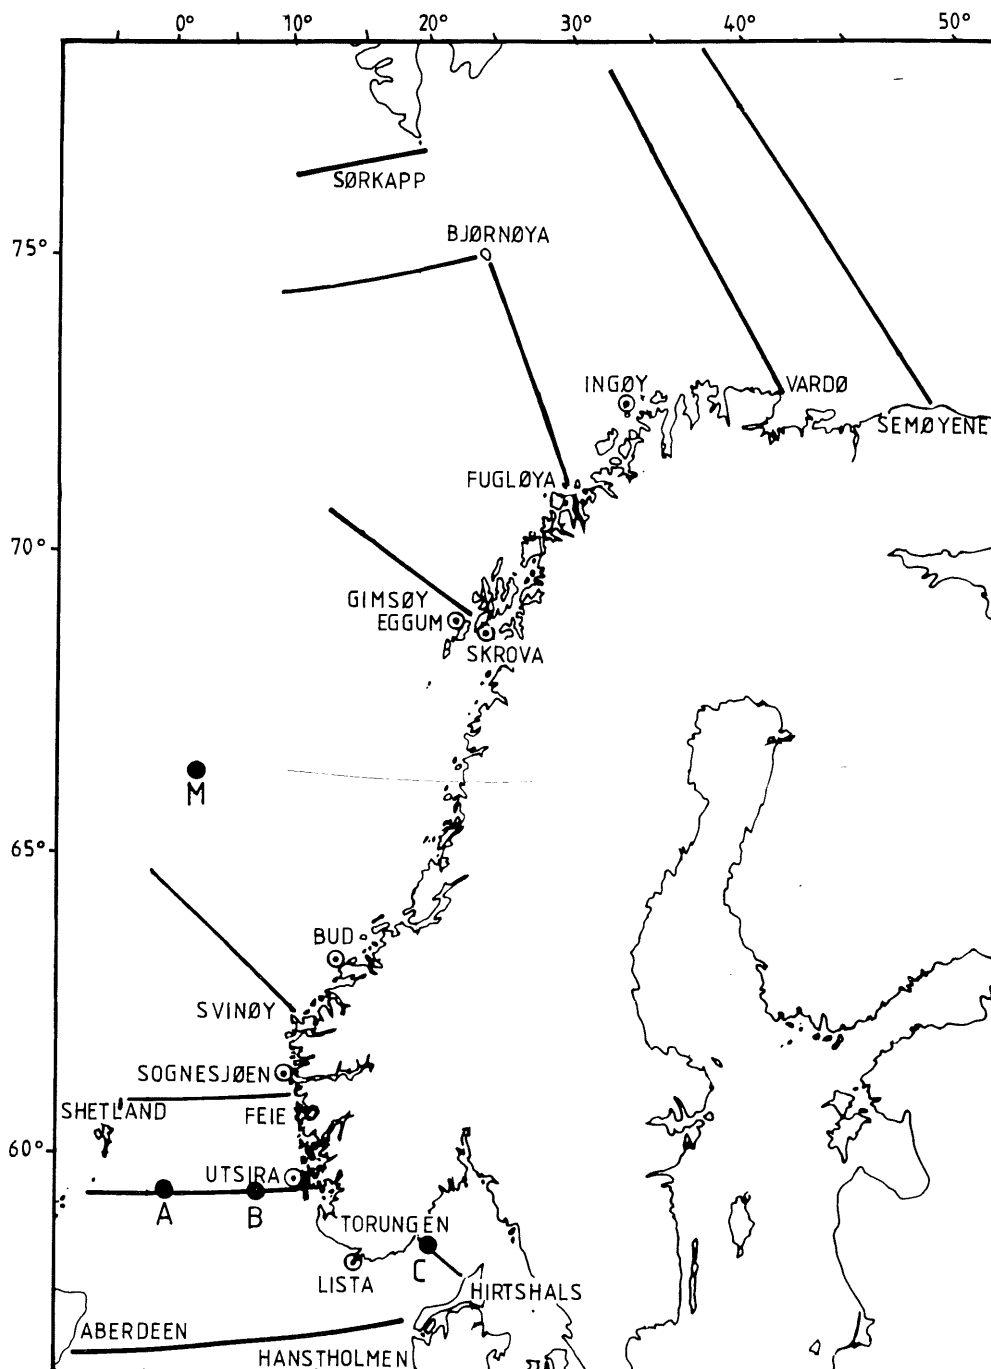 0° 10° 20° 30° 40° 50°
SØRKAPP
BJØRNØYA
75°
INGØY
VARDØ
SEMØYENE
FUGLØYA
70°
GIMSØY
EGGUM
SKROVA
M
65°
BUD
SVINØY
SOGNESJØEN
SHETLAND
FEIE
60°
UTSIRA
A
B
TORUNGEN
C
LISTA
HIRTSHALS
ABERDEEN
HANSTHOLMEN